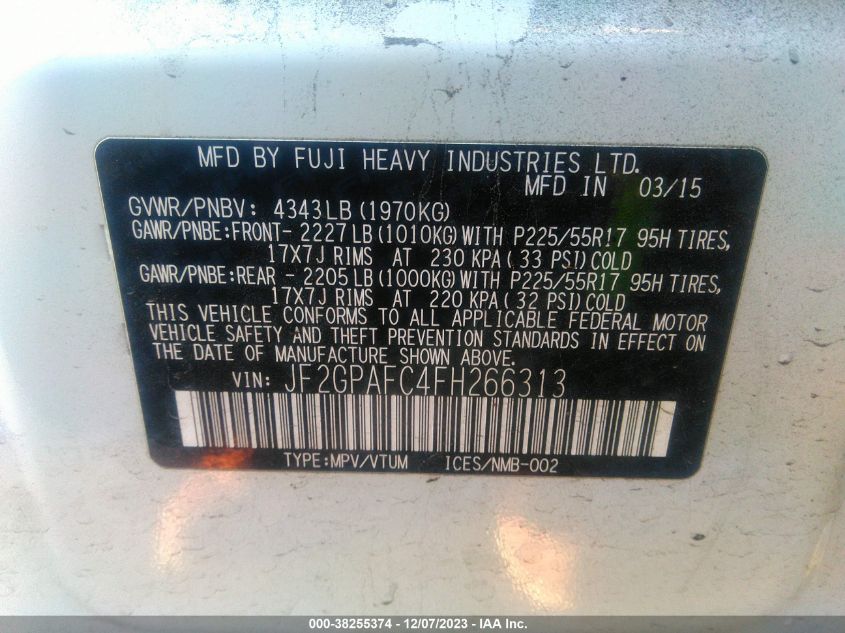 MFD BY FUJI HEAVY INDUSTRIES LTD.
MFD IN 03/15
GVWR/PNBV: 4343LB (1970KG)
GAWR/PNBE:FRONT- 2227LB(1010KG)WITH P225/55R17 95H TIRES,
17X7J RIMS AT 230 KPA( 33 PSI)COLD
GAWR/PNBE:REAR - 2205LB(1000KG)WITH P225/55R17 95H TIRES,
17X7J RIMS AT 220 KPA( 32 PSI)COLD
THIS VEHICLE CONFORMS TO ALL APPLICABLE FEDERAL MOTOR
VEHICLE SAFETY AND THEFT PREVENTION STANDARDS IN EFFECT ON
THE DATE OF MANUFACTURE SHOWN ABOVE.
VIN: JF2GPAFC4FH266313
TYPE:MPV/VTUM ICES/NMB-002
000-38255374 - 12/07/2023 - IAA Inc.